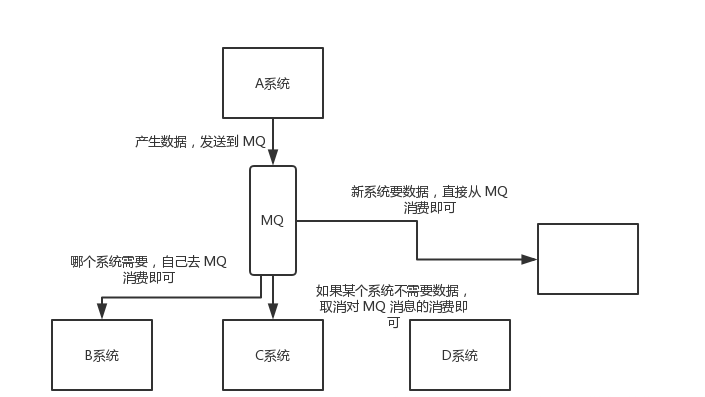 A系统
产生数据，发送到 MQ
MQ
新系统要数据，直接从 MQ
消费即可
哪个系统需要，自己去 MQ
消费即可
如果某个系统不需要数据，
取消对 MQ 消息的消费即
可
B系统
C系统
D系统